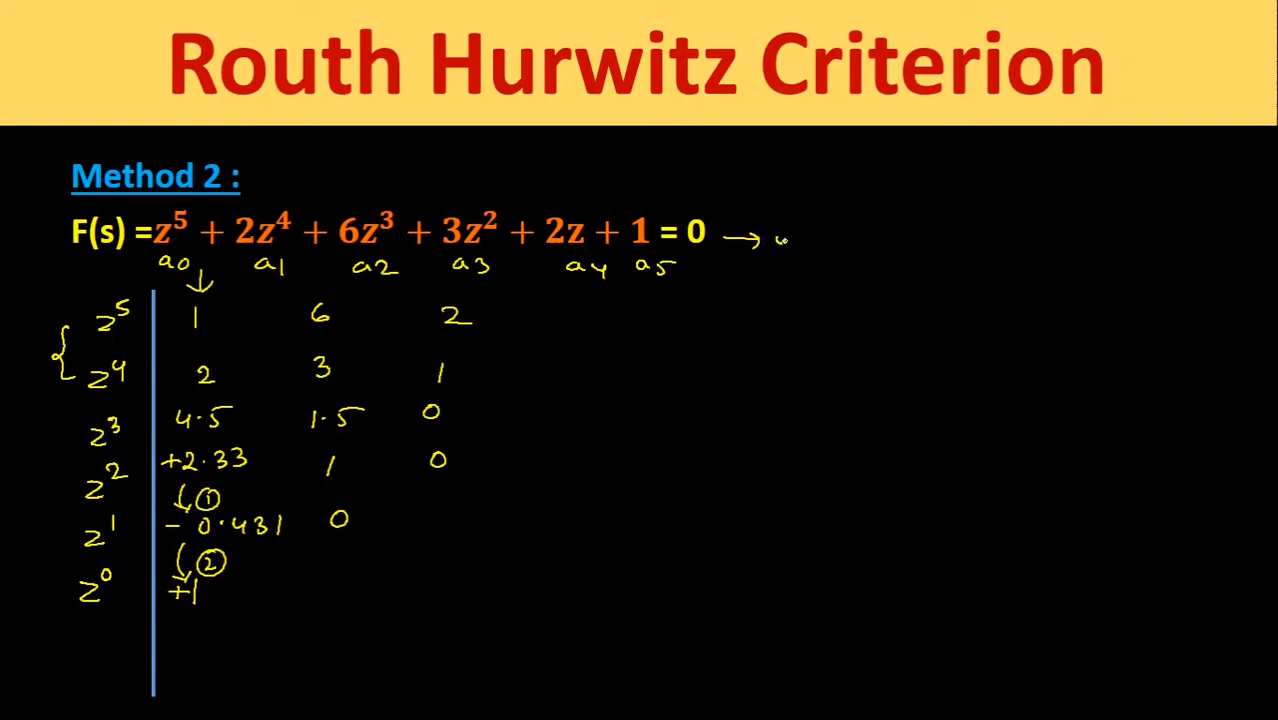 Routh Hurwitz Criterion
Method 2 :
F(s) =z⁵ + 2z⁴ + 6z³ + 3z² + 2z + 1 = 0 →
a0 a1 a2 a3 a4 a5
z⁵ 1 6 2
z⁴ 2 3 1
z³ 4.5 1.5 0
z² +2.33 1 0
①
z¹ - 0.431 0
②
z⁰ +1